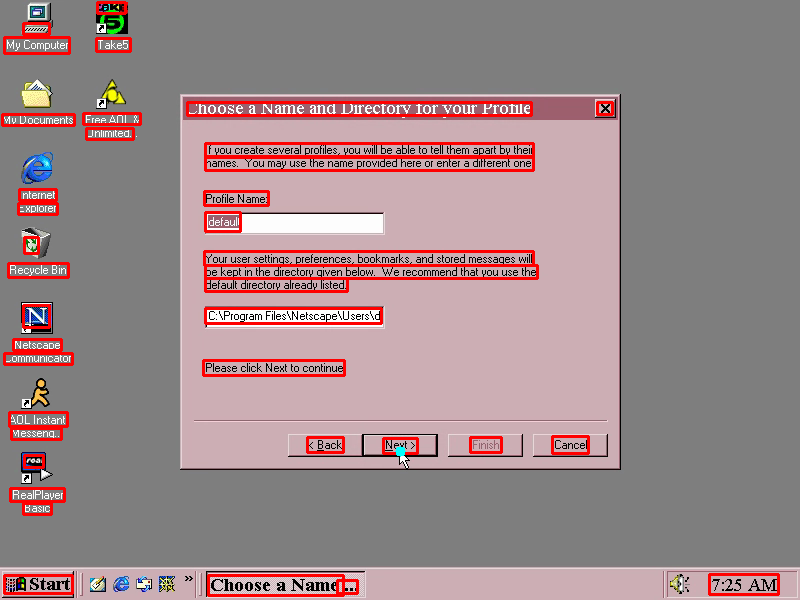 My Computer
Take5
My Documents
Free AOL &
Unlimited.
Internet
Explorer
Recycle Bin
Netscape
Communicator
AOL Instant
Messeng...
real
RealPlayer
Basic
Choose a Name and Directory for your Profile
If you create several profiles, you will be able to tell them apart by their
names. You may use the name provided here or enter a different one
Profile Name:
default
Your user settings, preferences, bookmarks, and stored messages will
be kept in the directory given below. We recommend that you use the
default directory already listed.
C:\Program Files\Netscape\Users\d
Please click Next to continue
< Back
Next >
Finish
Cancel
Start
»
Choose a Name ...
7:25 AM